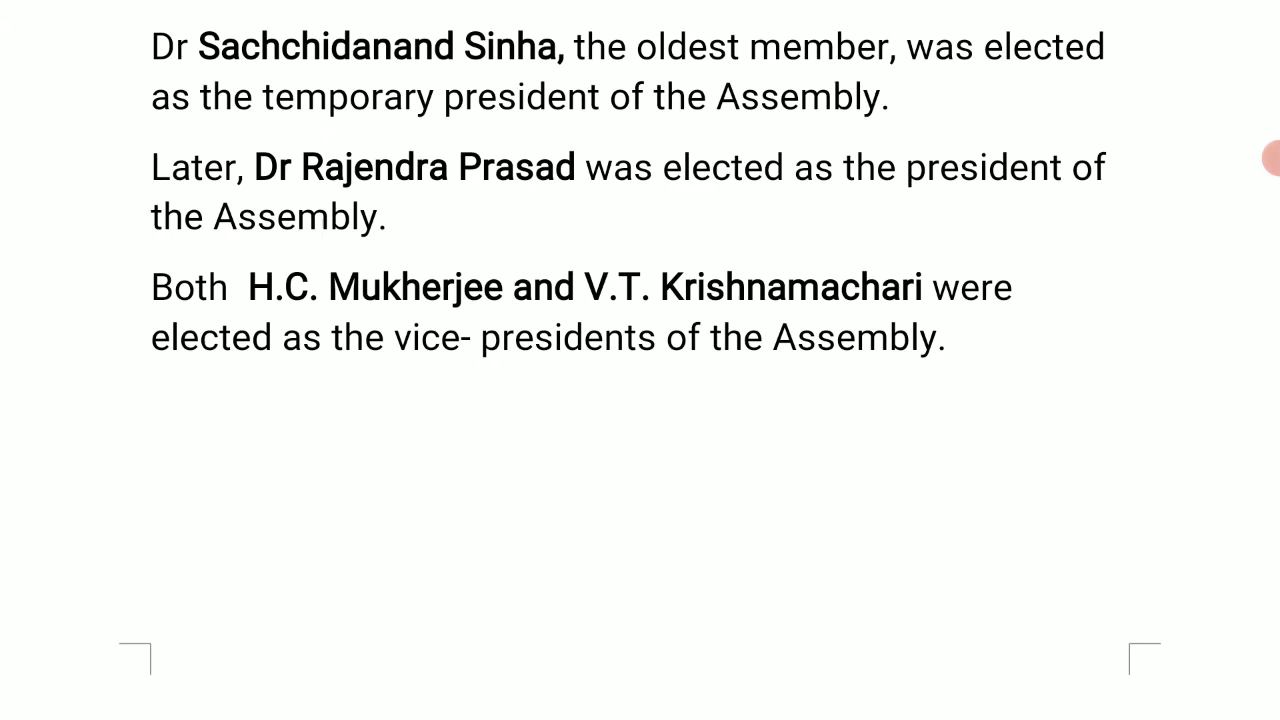 Dr Sachchidanand Sinha, the oldest member, was elected
as the temporary president of the Assembly.
Later, Dr Rajendra Prasad was elected as the president of
the Assembly.
Both  H.C. Mukherjee and V.T. Krishnamachari were
elected as the vice- presidents of the Assembly.